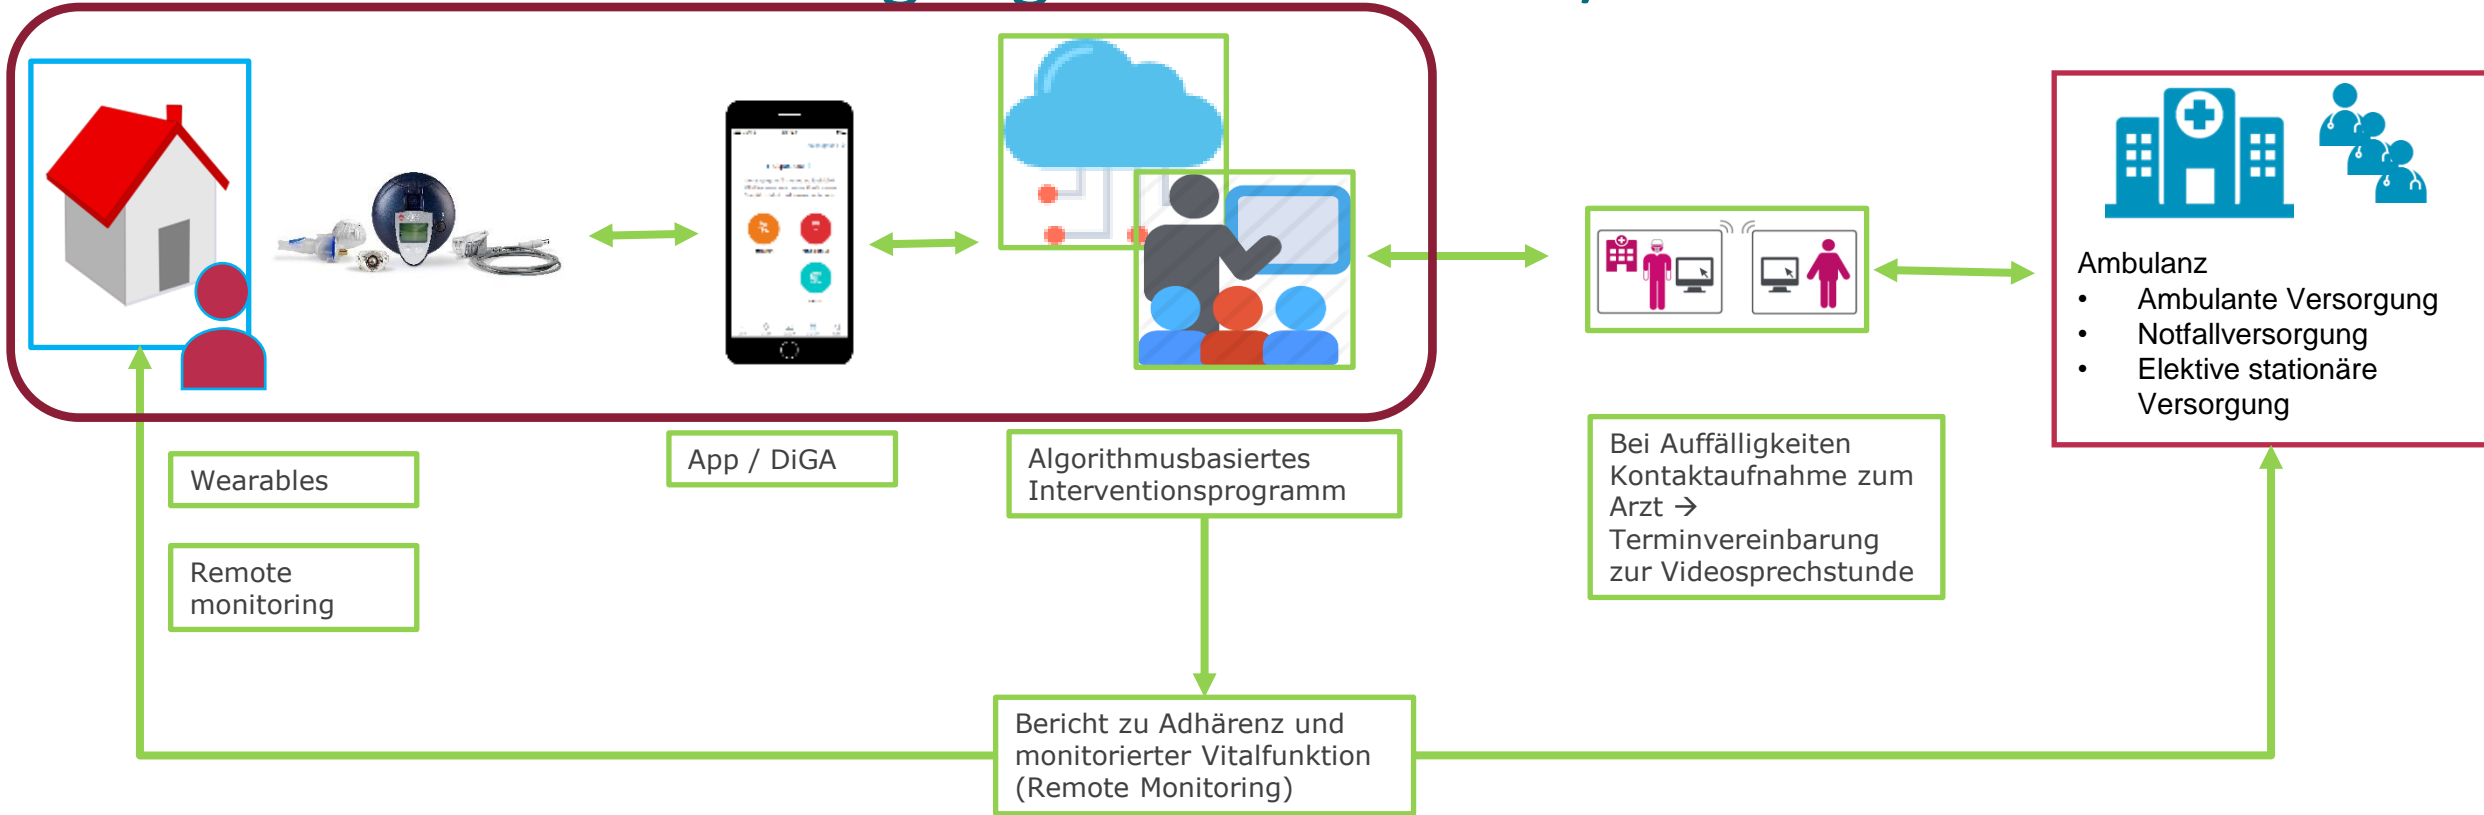 Wearables
Remote
monitoring
App / DiGA
Algorithmusbasiertes
Interventionsprogramm
Bei Auffälligkeiten
Kontaktaufnahme zum
Arzt →
Terminvereinbarung
zur Videosprechstunde
Ambulanz
• Ambulante Versorgung
• Notfallversorgung
• Elektive stationäre
Versorgung
Bericht zu Adhärenz und
monitorierter Vitalfunktion
(Remote Monitoring)